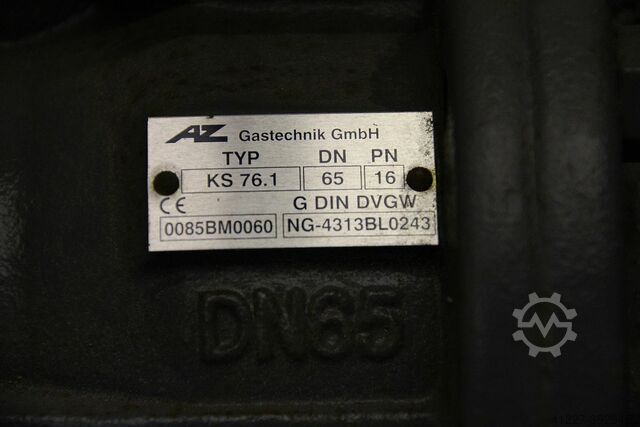 AZ Gastechnik GmbH
TYP DN PN
KS 76.1 65 16
CE G DIN DVGW
0085BM0060 NG-4313BL0243
DN65